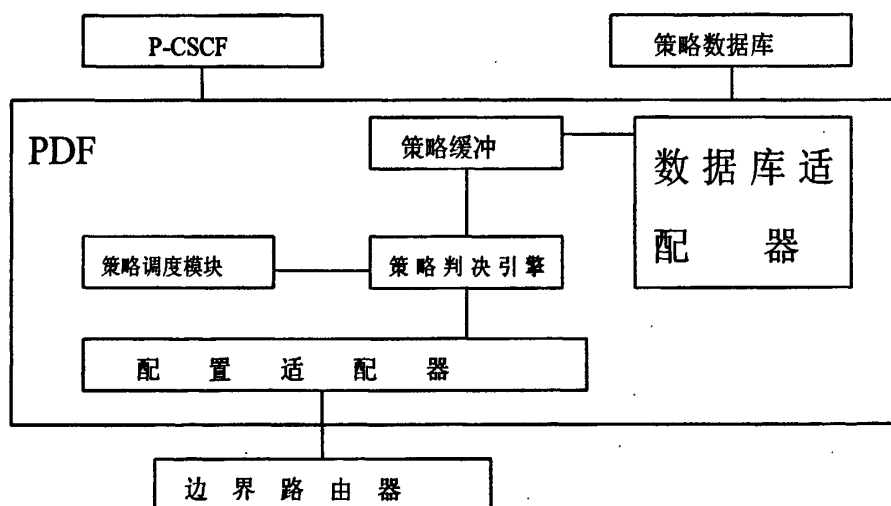 P-CSCF
策略数据库
PDF
策略缓冲
数据库适
配器
策略调度模块
策略判决引擎
配置适配器
边界路由器